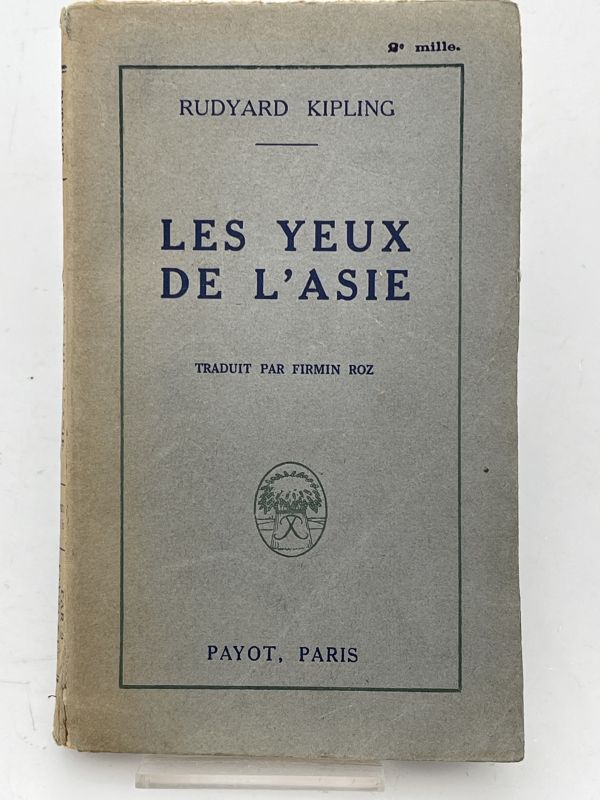 2e mille.
RUDYARD KIPLING
LES YEUX
DE L'ASIE
TRADUIT PAR FIRMIN ROZ
PAYOT, PARIS